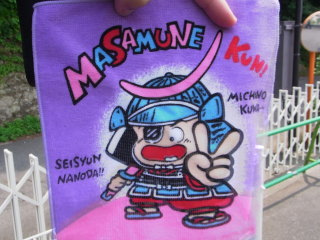 MASAMUNE KUN!
MICHINO
KUNI~
SEISYUN
NANODA!!